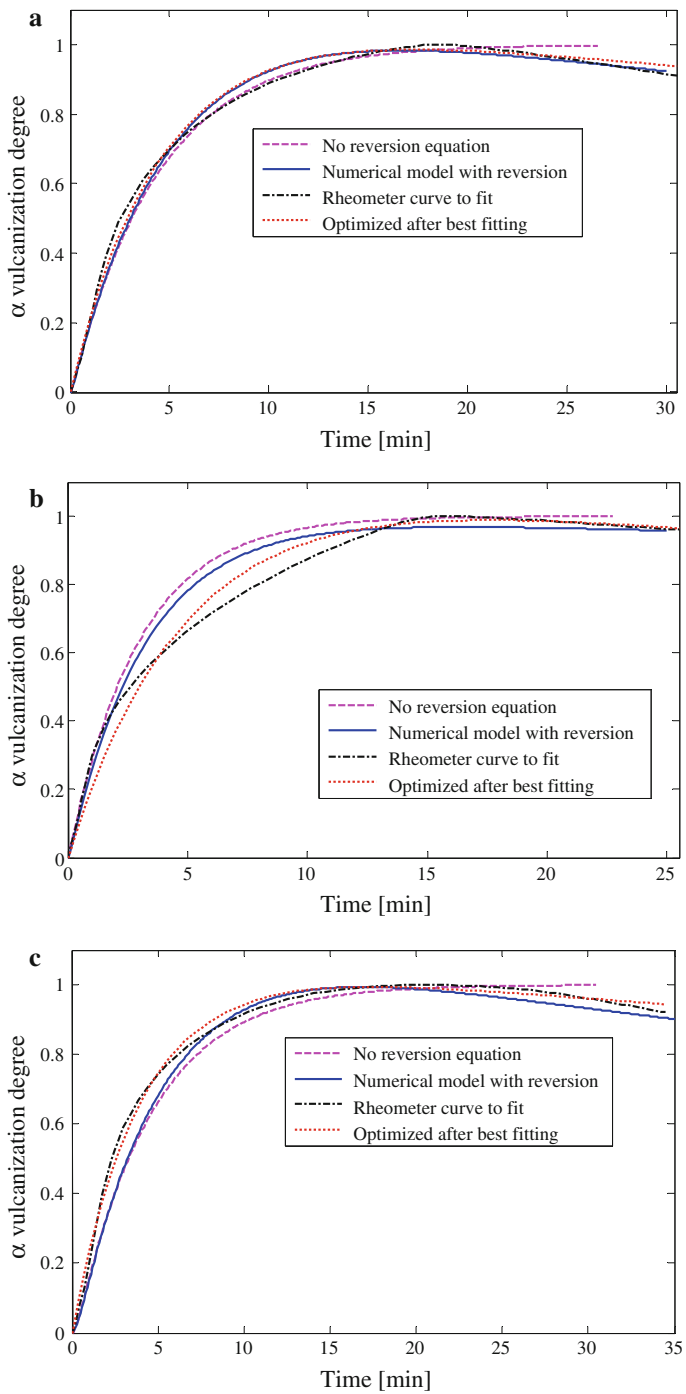 a
1
0.8
0.6
0.4
0.2
0
α vulcanization degree
No reversion equation
Numerical model with reversion
Rheometer curve to fit
Optimized after best fitting
0 5 10 15 20 25 30
Time [min]
b
1
0.8
0.6
0.4
0.2
0
α vulcanization degree
No reversion equation
Numerical model with reversion
Rheometer curve to fit
Optimized after best fitting
0 5 10 15 20 25
Time [min]
c
1
0.8
0.6
0.4
0.2
0
α vulcanization degree
No reversion equation
Numerical model with reversion
Rheometer curve to fit
Optimized after best fitting
0 5 10 15 20 25 30 35
Time [min]